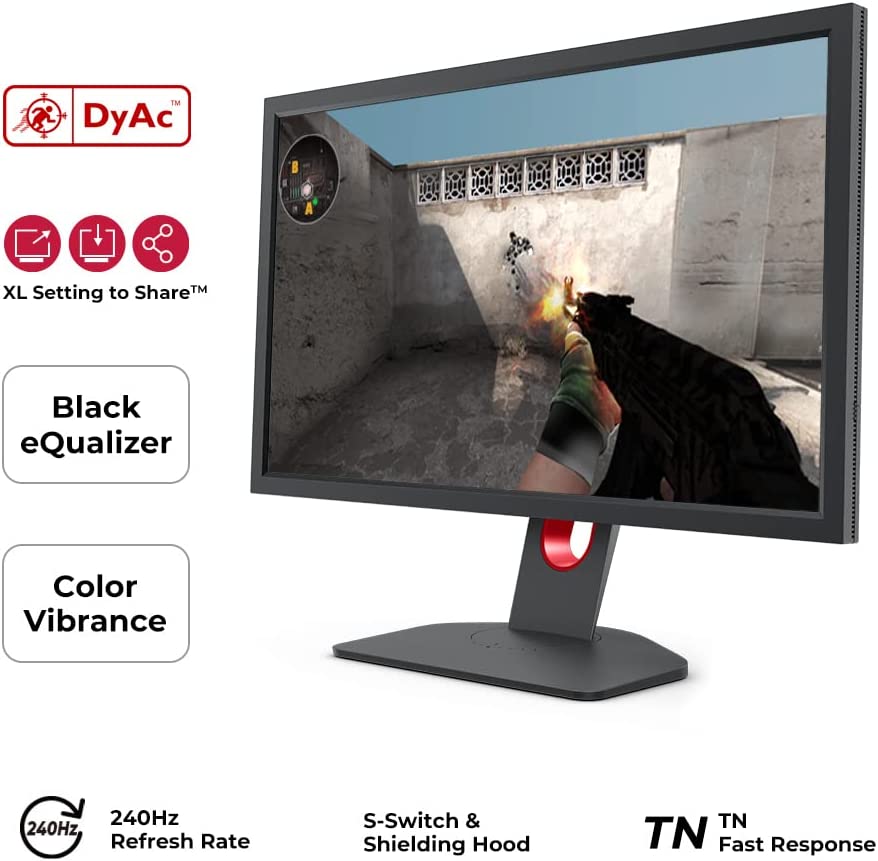 DyAc™
XL Setting to Share™
Black
eQualizer
Color
Vibrance
B
A
240Hz
240Hz
Refresh Rate
S-Switch &
Shielding Hood
TN
TN
Fast Response